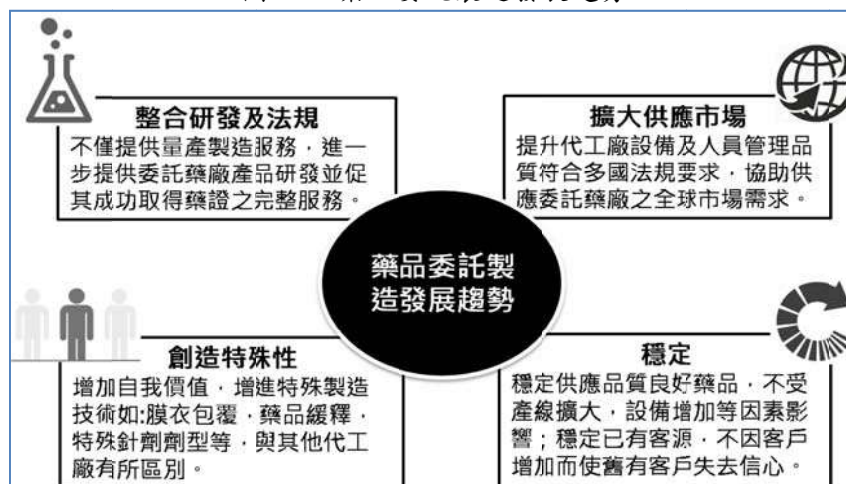 整合研發及法規
不僅提供量產製造服務，進一
步提供委託藥廠產品研發並促
其成功取得藥證之完整服務。
擴大供應市場
提升代工廠設備及人員管理品
質符合多國法規要求，協助供
應委託藥廠之全球市場需求。
藥品委託製
造發展趨勢
創造特殊性
增加自我價值，增進特殊製造
技術如:膜衣包覆，藥品緩釋，
特殊針劑劑型等，與其他代工
廠有所區別。
穩定
穩定供應品質良好藥品，不受
產線擴大，設備增加等因素影
響；穩定已有客源，不因客戶
增加而使舊有客戶失去信心。